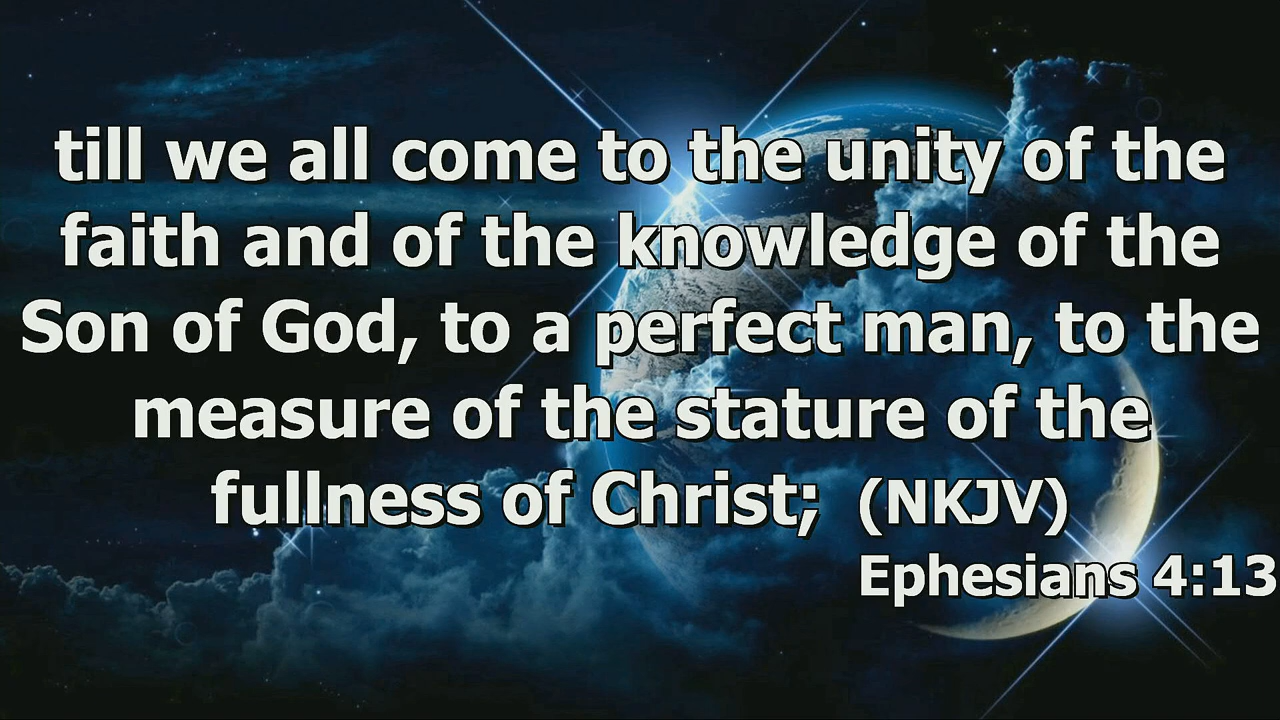 till we all come to the unity of the
faith and of the knowledge of the
Son of God, to a perfect man, to the
measure of the stature of the
fullness of Christ; (NKJV)
Ephesians 4:13